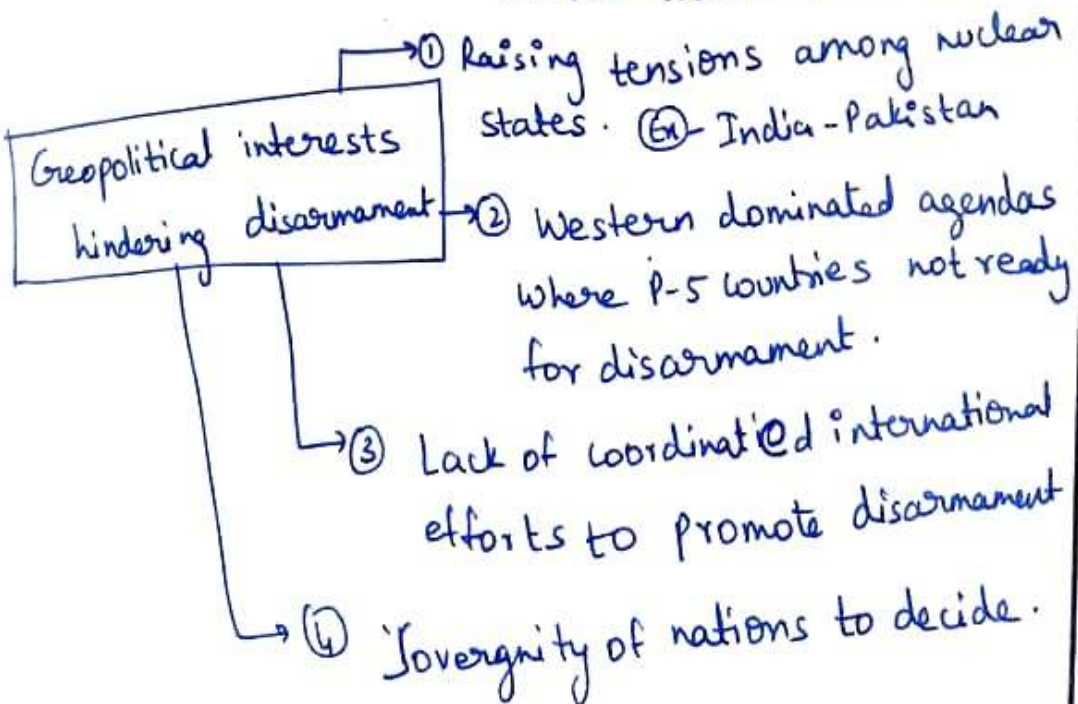 ① Raising tensions among nuclear
states. Ex - India - Pakistan
Geopolitical interests
hindering disarmament
② Western dominated agendas
where P-5 countries not ready
for disarmament.
③ Lack of coordinated international
efforts to promote disarmament
④ Sovergnity of nations to decide.